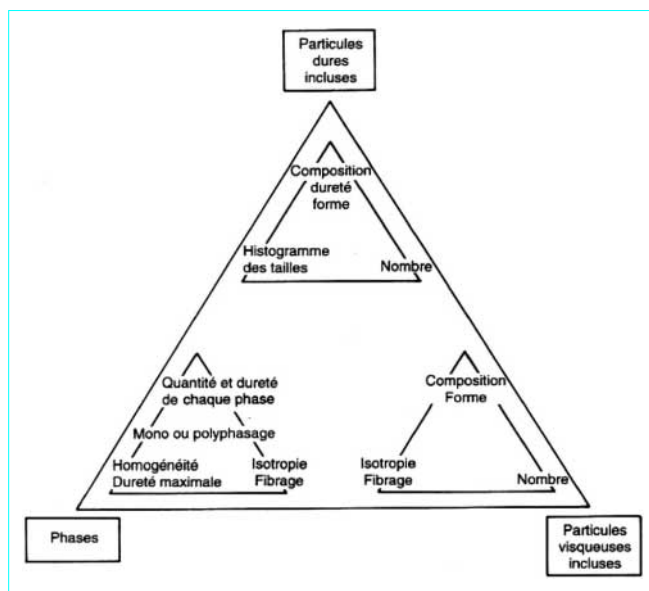 Particules
dures
incluses
Composition
dureté
forme
Histogramme
des tailles
Nombre
Quantité et dureté
de chaque phase
Mono ou polyphasage
Homogénéité
Dureté maximale
Isotropie
Fibrage
Composition
Forme
Isotropie
Fibrage
Nombre
Phases
Particules
visqueuses
incluses